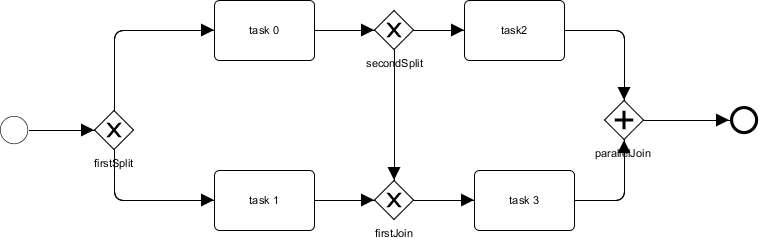 task 0
task2
secondSplit
firstSplit
parallelJoin
task 1
task 3
firstJoin